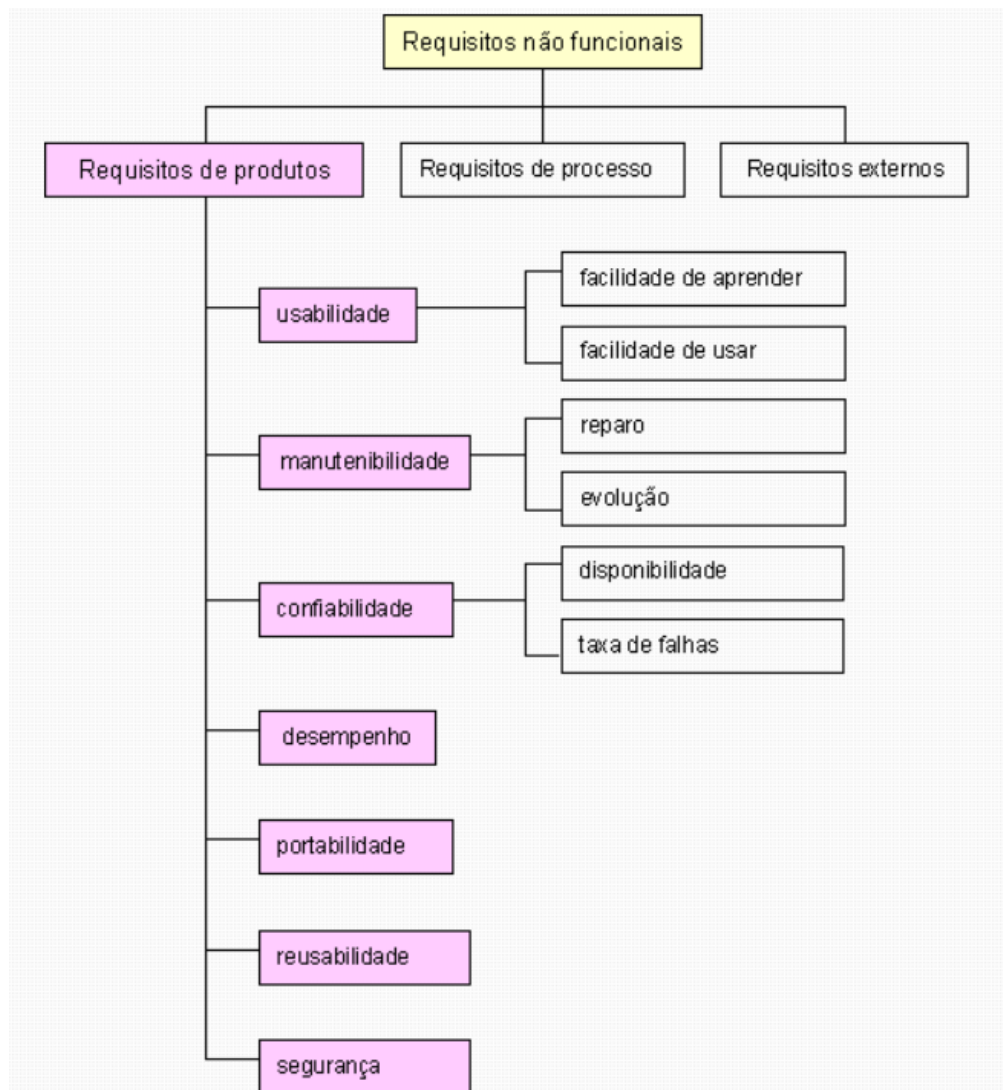 Requisitos não funcionais
Requisitos de produtos
Requisitos de processo
Requisitos externos
usabilidade
facilidade de aprender
facilidade de usar
manutenibilidade
reparo
evolução
confiabilidade
disponibilidade
taxa de falhas
desempenho
portabilidade
reusabilidade
segurança